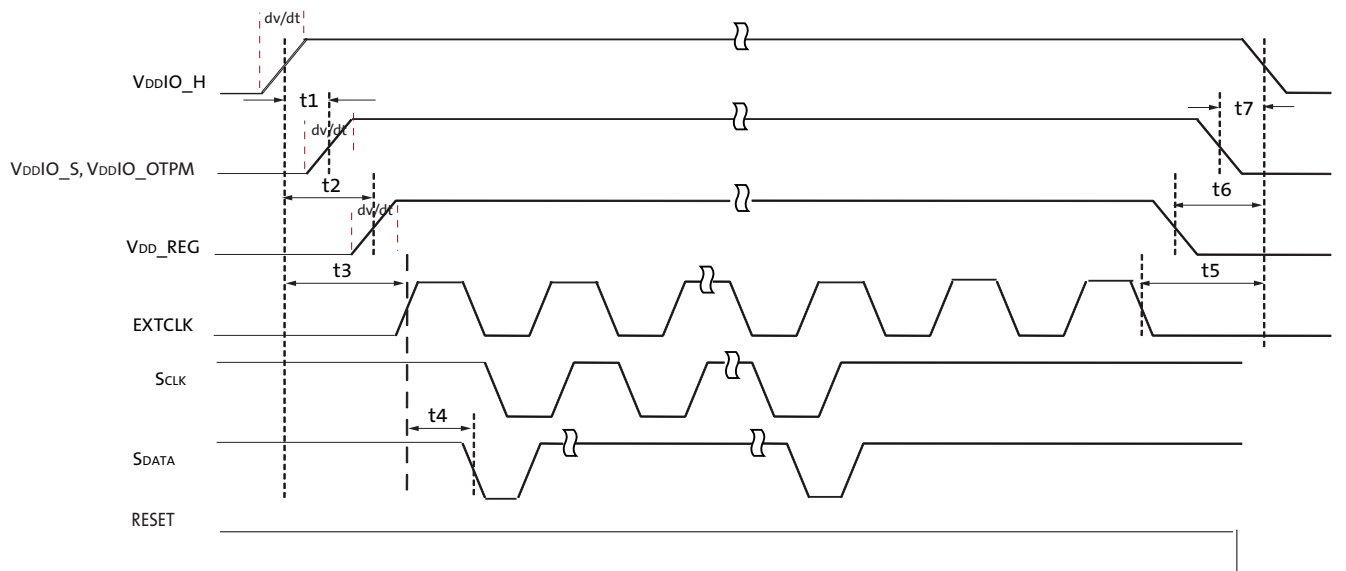 dv/dt
VDDIO_H
t1
t7
dv/dt
VDDIO_S, VDDIO_OTPM
t2
t6
dv/dt
VDD_REG
t3
t5
EXTCLK
SCLK
t4
SDATA
RESET